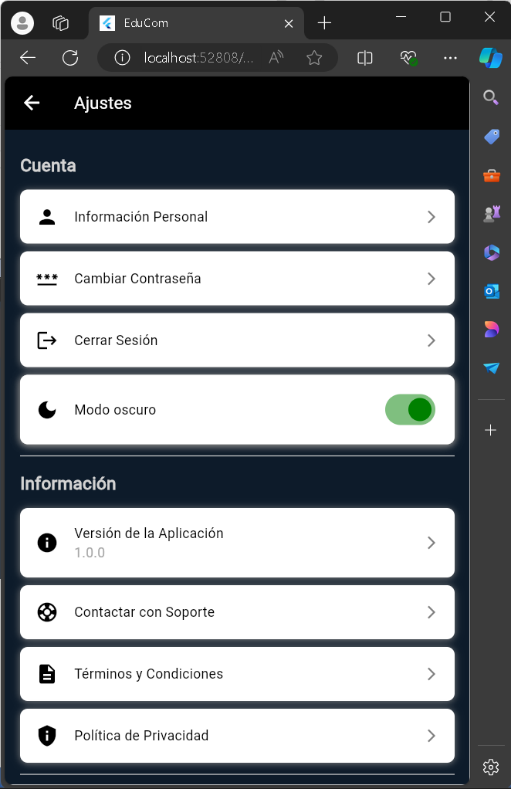 EduCom
localhost:52808/...
Ajustes
Cuenta
Información Personal
Cambiar Contraseña
Cerrar Sesión
Modo oscuro
Información
Versión de la Aplicación
1.0.0
Contactar con Soporte
Términos y Condiciones
Política de Privacidad